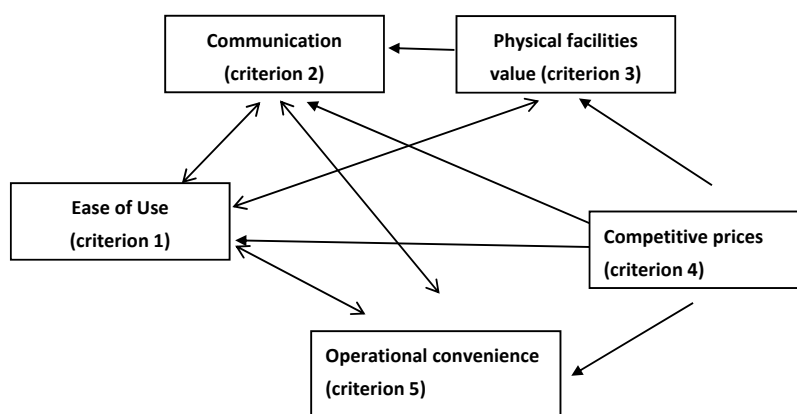 Communication
(criterion 2)
Physical facilities
value (criterion 3)
Ease of Use
(criterion 1)
Competitive prices
(criterion 4)
Operational convenience
(criterion 5)